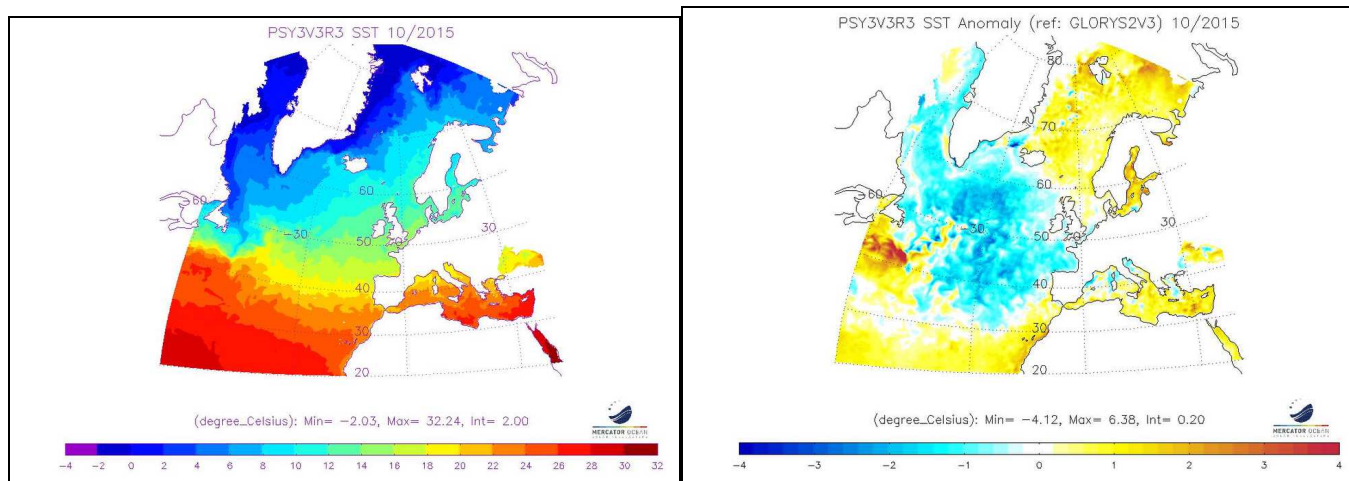 PSY3V3R3 SST 10/2015
−60
−30
60
50
20
30
40
30
20
(degree_Celsius): Min= −2.03, Max= 32.24, Int= 2.00
MERCATOR OCEAN
−4 −2 0 2 4 6 8 10 12 14 16 18 20 22 24 26 28 30 32
PSY3V3R3 SST Anomaly (ref: GLORYS2V3) 10/2015
80
70
−60
60
−30
50
30
40
30
20
(degree_Celsius): Min= −4.12, Max= 6.38, Int= 0.20
MERCATOR OCEAN
−4 −3 −2 −1 0 1 2 3 4